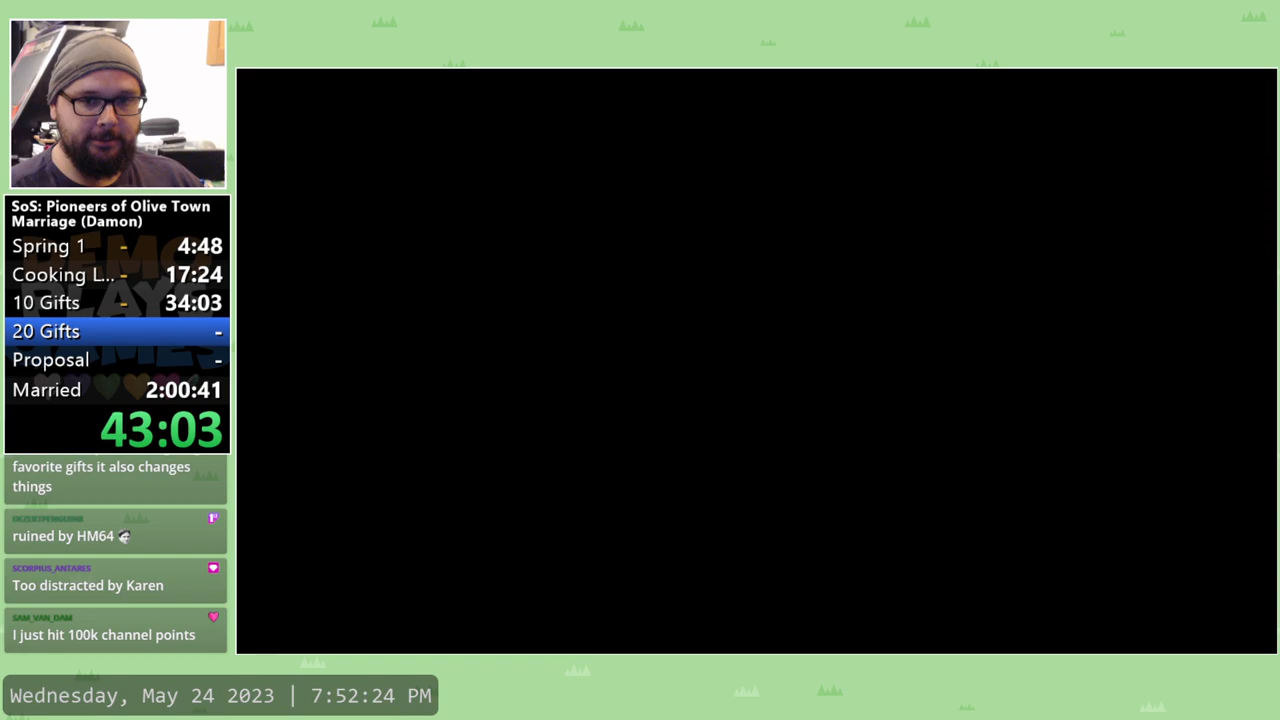 SoS: Pioneers of Olive Town
Marriage (Damon)
Spring 1 - 4:48
Cooking L... - 17:24
10 Gifts - 34:03
20 Gifts -
Proposal -
Married 2:00:41
43:03
favorite gifts it also changes
things
ruined by HM64
SCORPIUS_ANTARES
Too distracted by Karen
SAM_VAN_DAM
I just hit 100k channel points
Wednesday, May 24 2023 | 7:52:24 PM